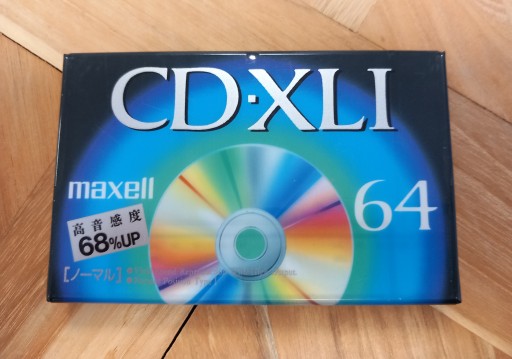 CD·XLI
maxell
64
高音感度
68%UP
[ノーマル]